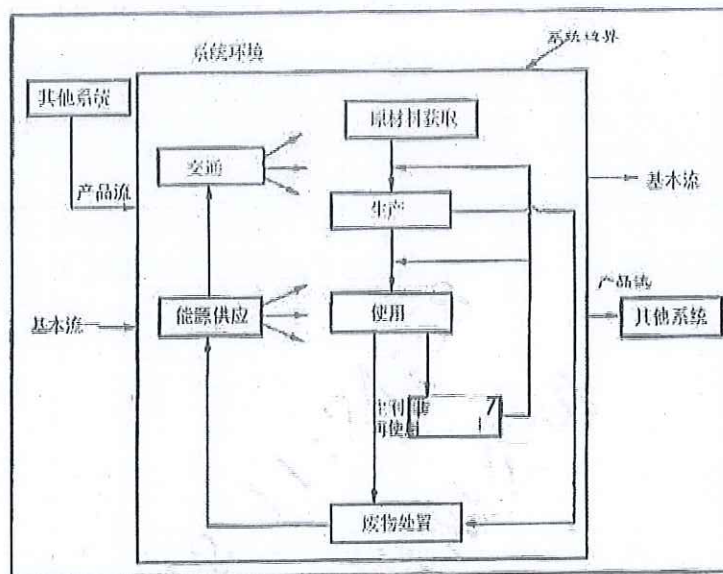 系统边界
系统环境
其他系统
原材料获取
交通
产品流
基本流
生产
产品流
能源供应
使用
基本流
其他系统
废物处置